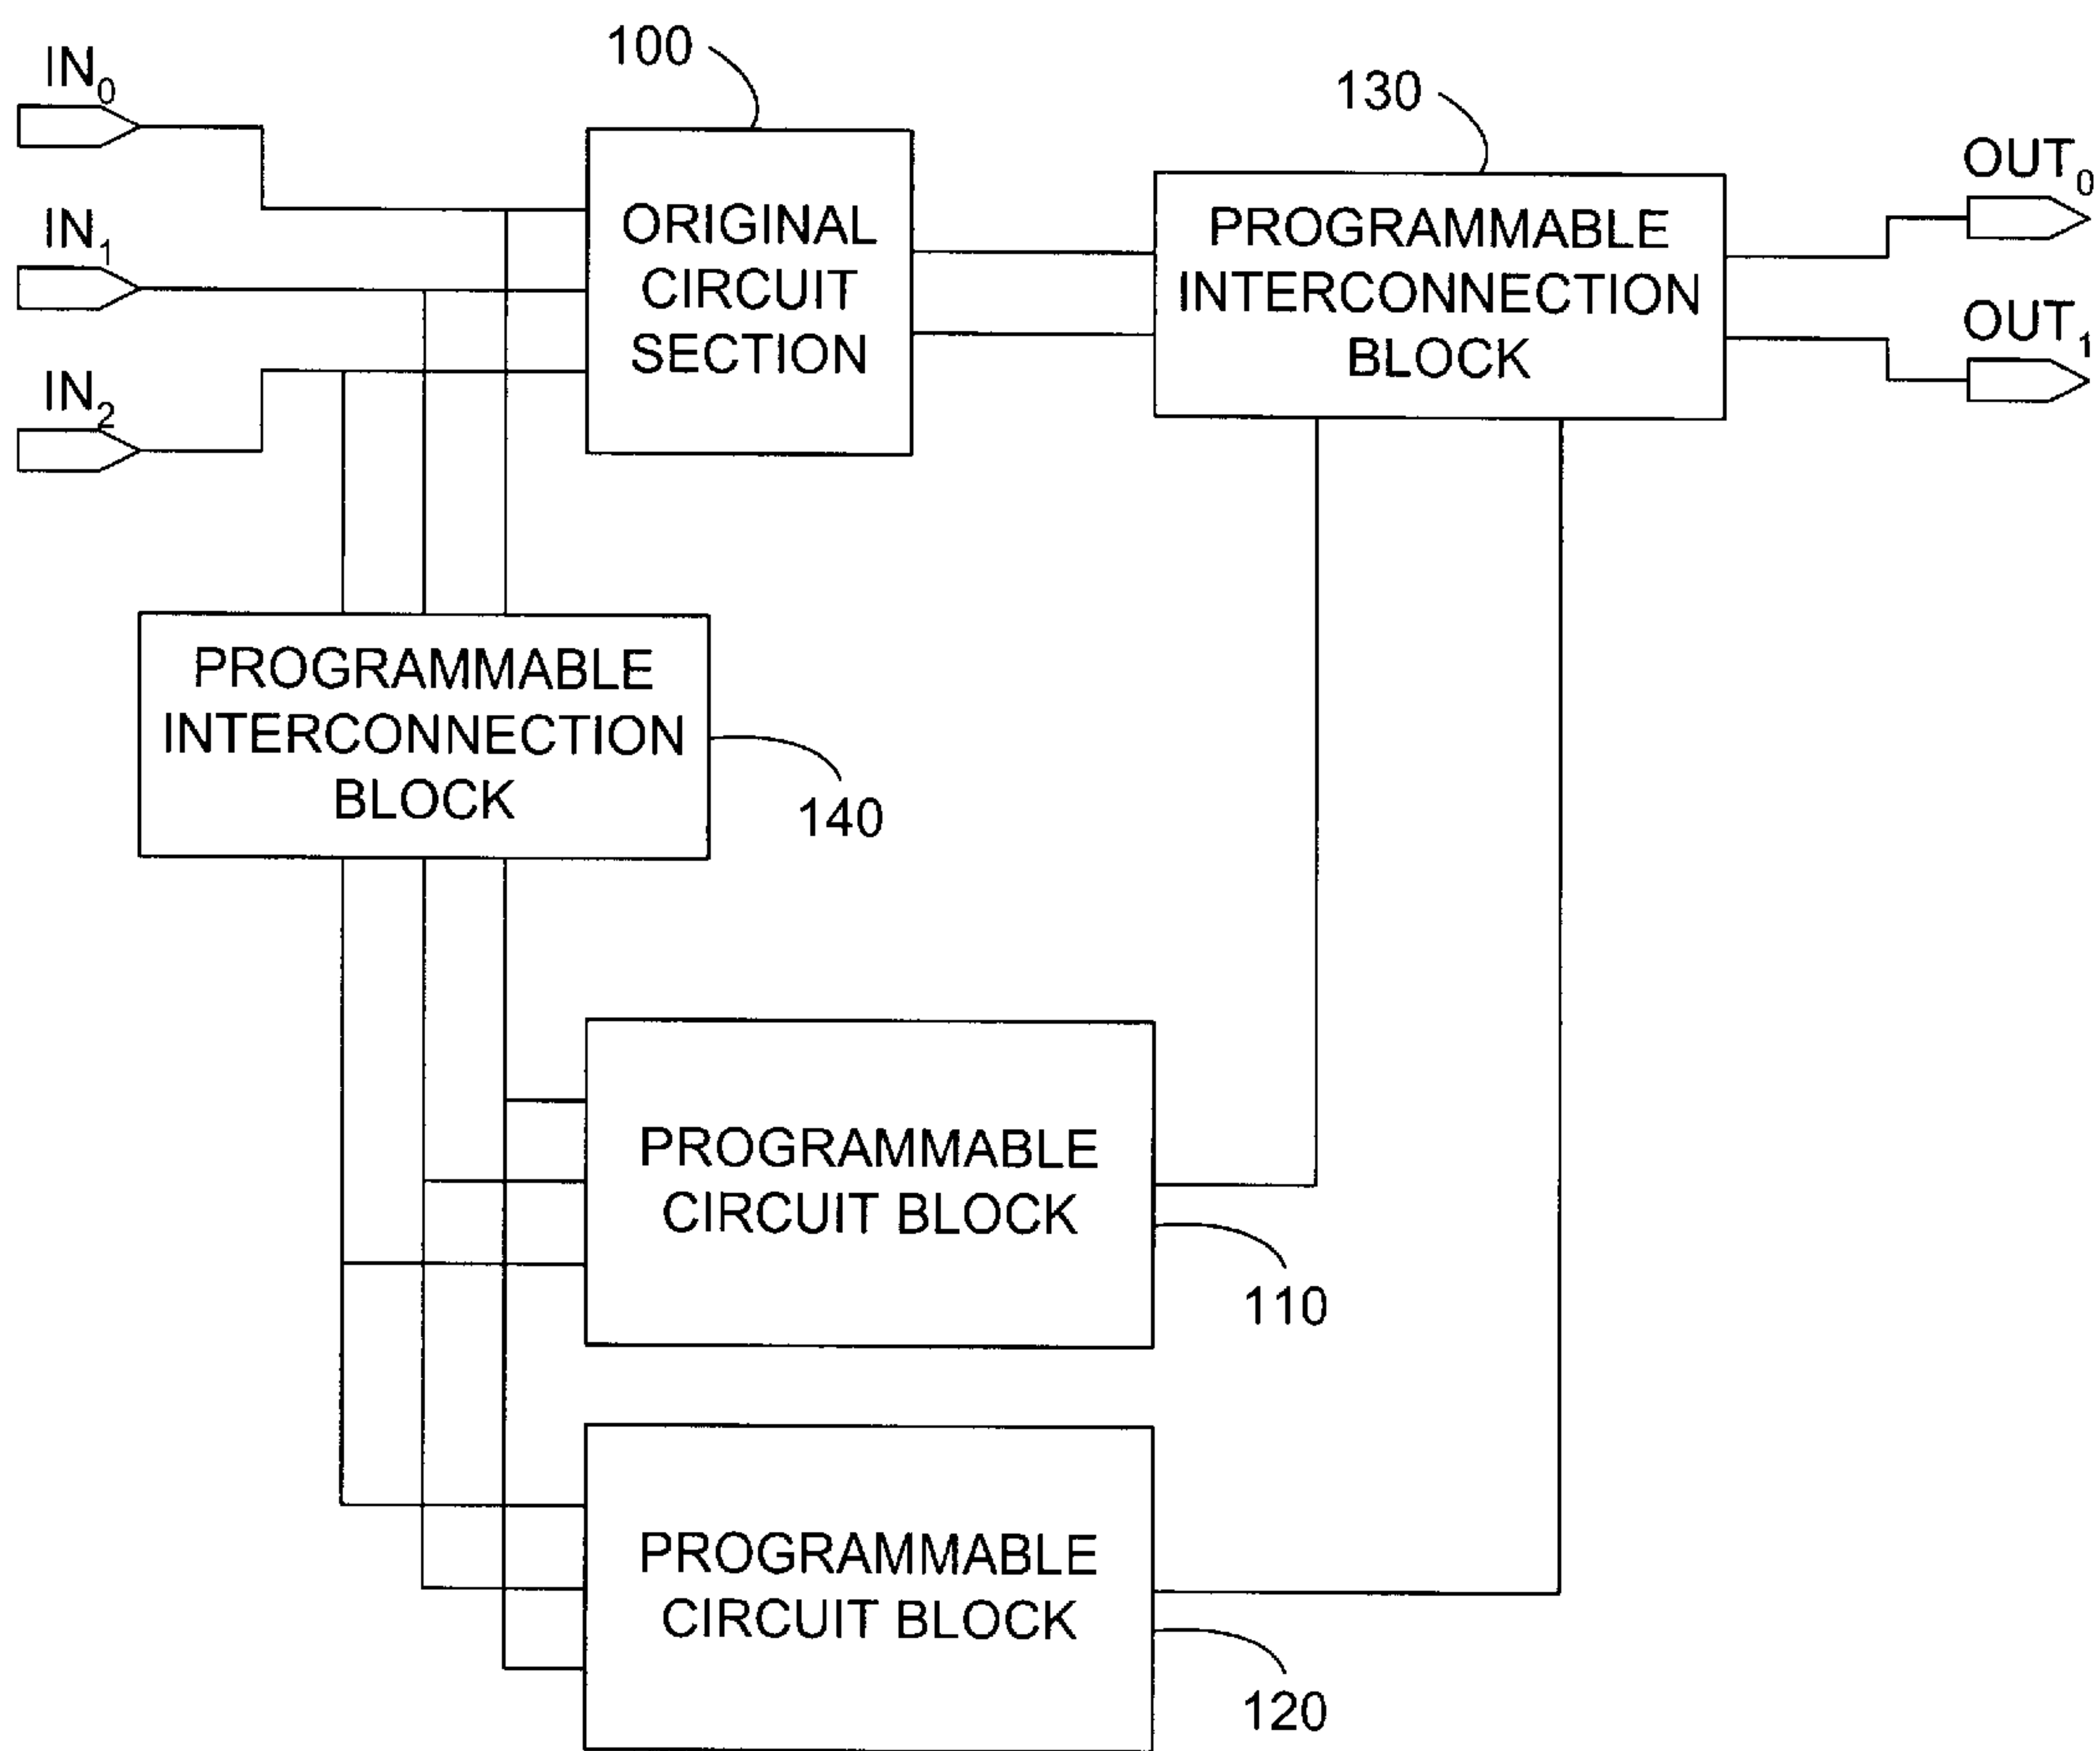 100
130
IN0
IN1
IN2
OUT0
OUT1
ORIGINAL
CIRCUIT
SECTION
PROGRAMMABLE
INTERCONNECTION
BLOCK
PROGRAMMABLE
INTERCONNECTION
BLOCK
140
PROGRAMMABLE
CIRCUIT BLOCK
110
PROGRAMMABLE
CIRCUIT BLOCK
120